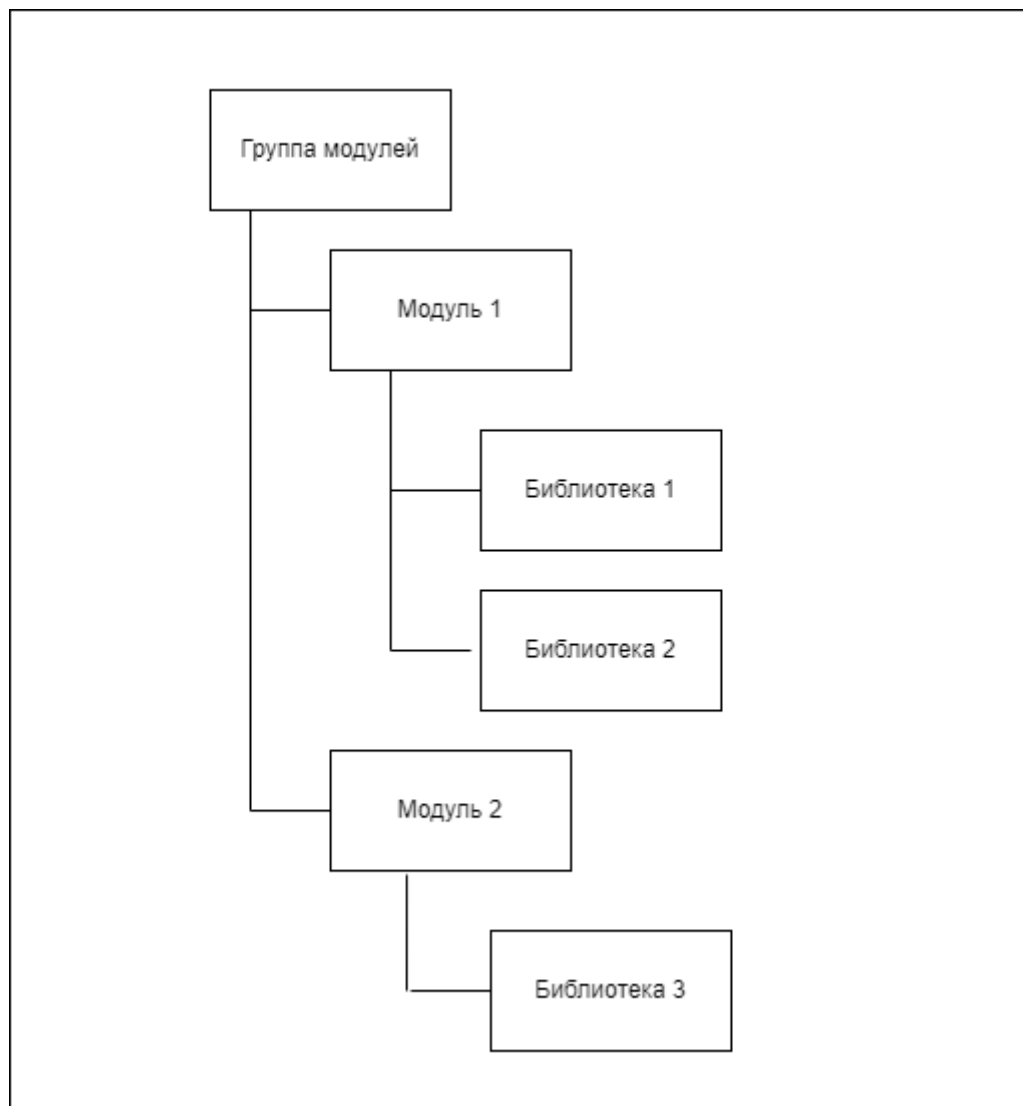 Группа модулей
Модуль 1
Библиотека 1
Библиотека 2
Модуль 2
Библиотека 3